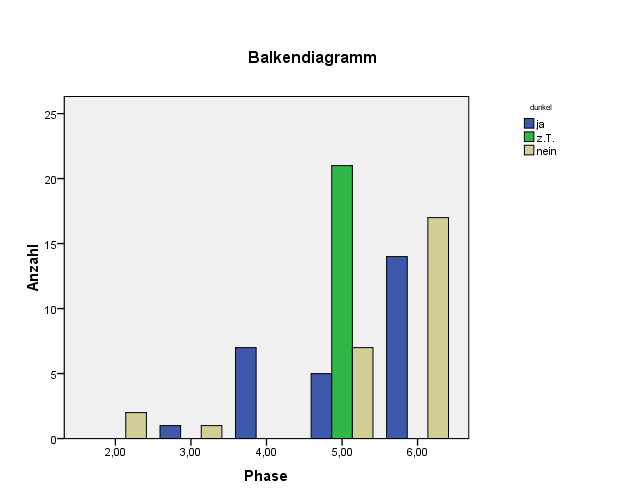 Balkendiagramm
dunkel
ja
z.T.
nein
Anzahl
25
20
15
10
5
0
2,00 3,00 4,00 5,00 6,00
Phase